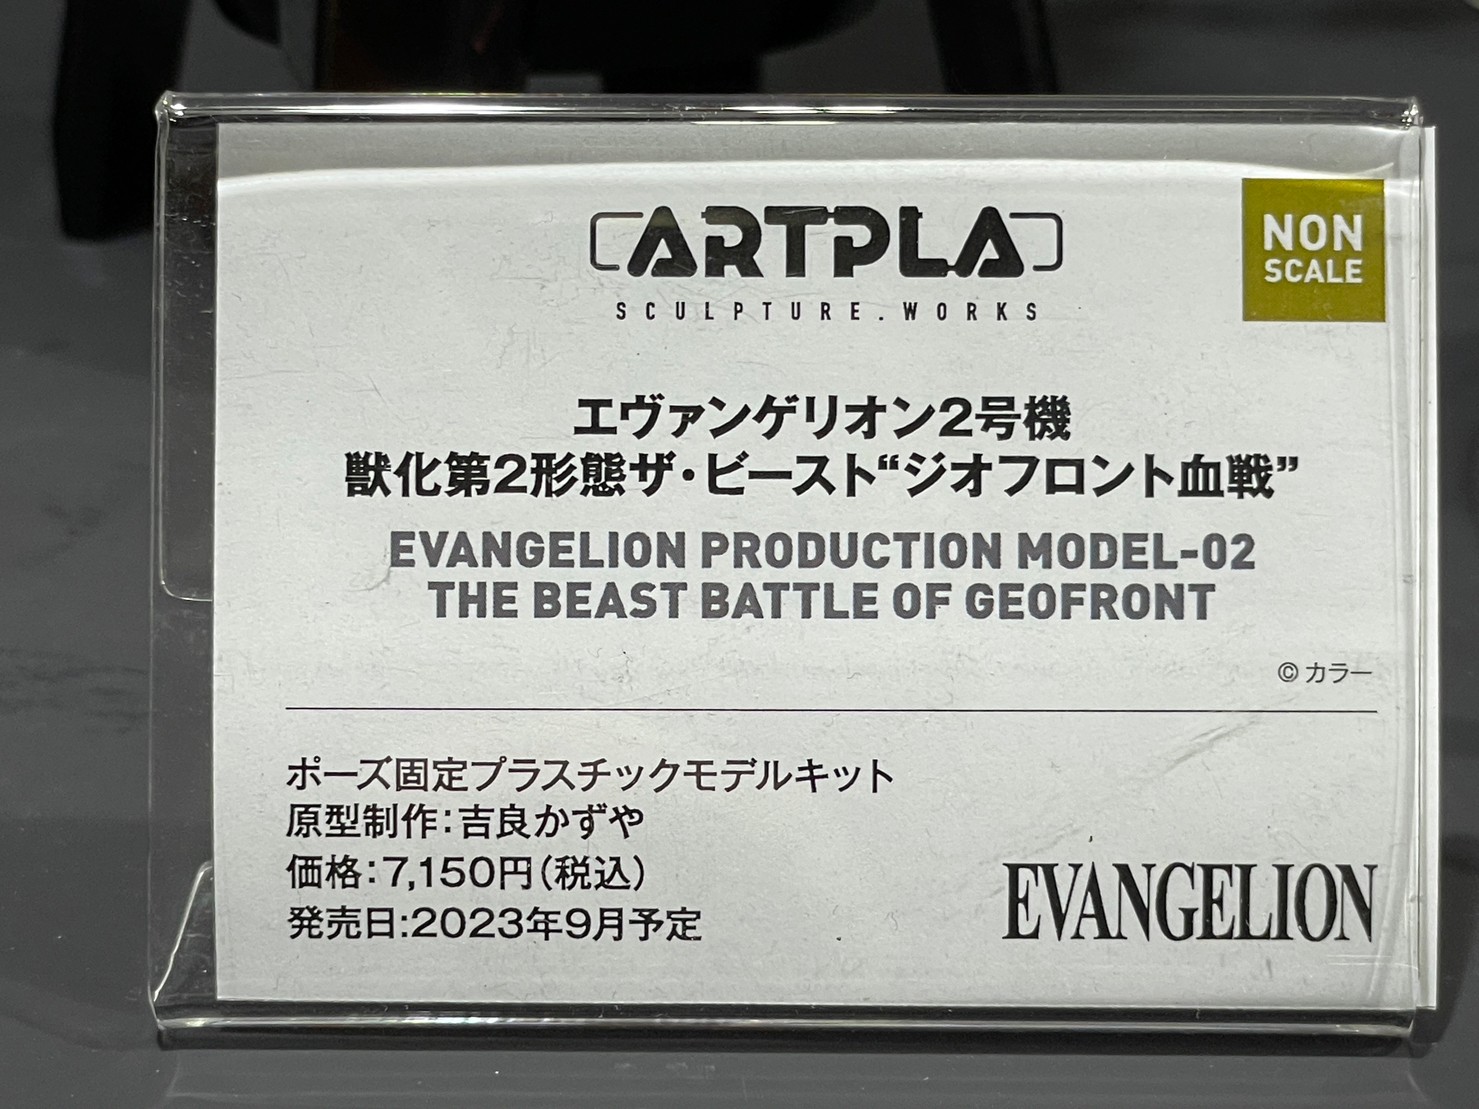 ARTPLA
SCULPTURE.WORKS
NON
SCALE
エヴァンゲリオン2号機
獣化第2形態ザ・ビースト“ジオフロント血戦”
EVANGELION PRODUCTION MODEL-02
THE BEAST BATTLE OF GEOFRONT
© カラー
ポーズ固定プラスチックモデルキット
原型制作:吉良かずや
価格:7,150円(税込)
発売日:2023年9月予定
EVANGELION